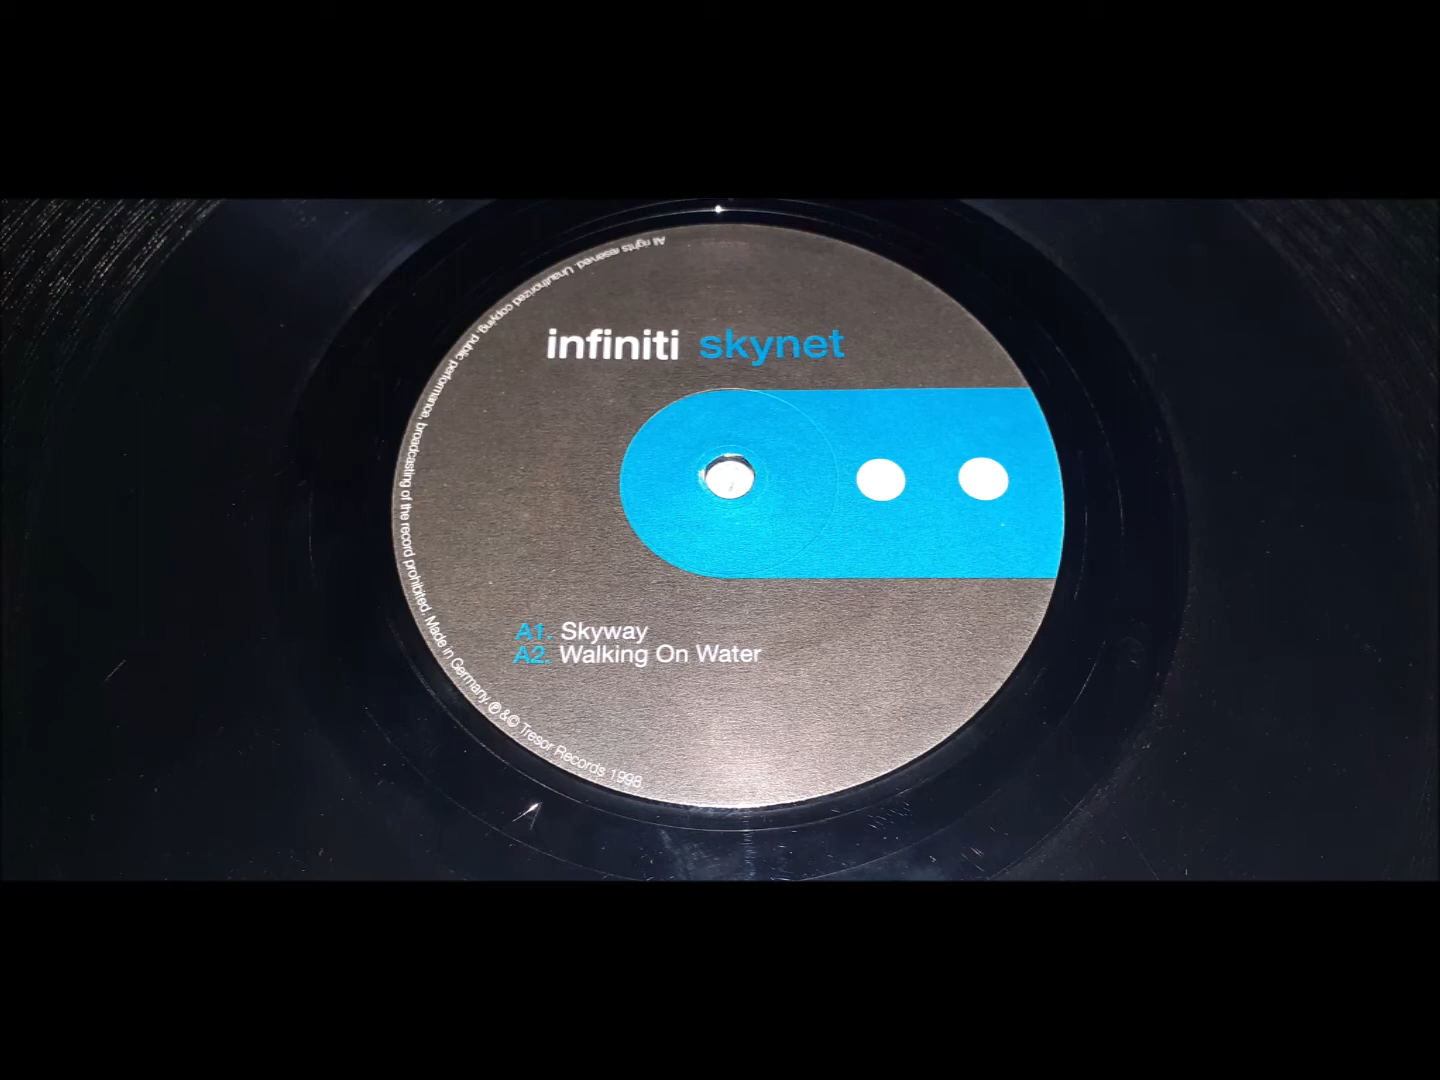 infiniti skynet
A1. Skyway
A2. Walking On Water
All rights reserved. Unauthorized copying, public performance, broadcasting of the record prohibited. Made in Germany. ℗ & © Tresor Records 1998